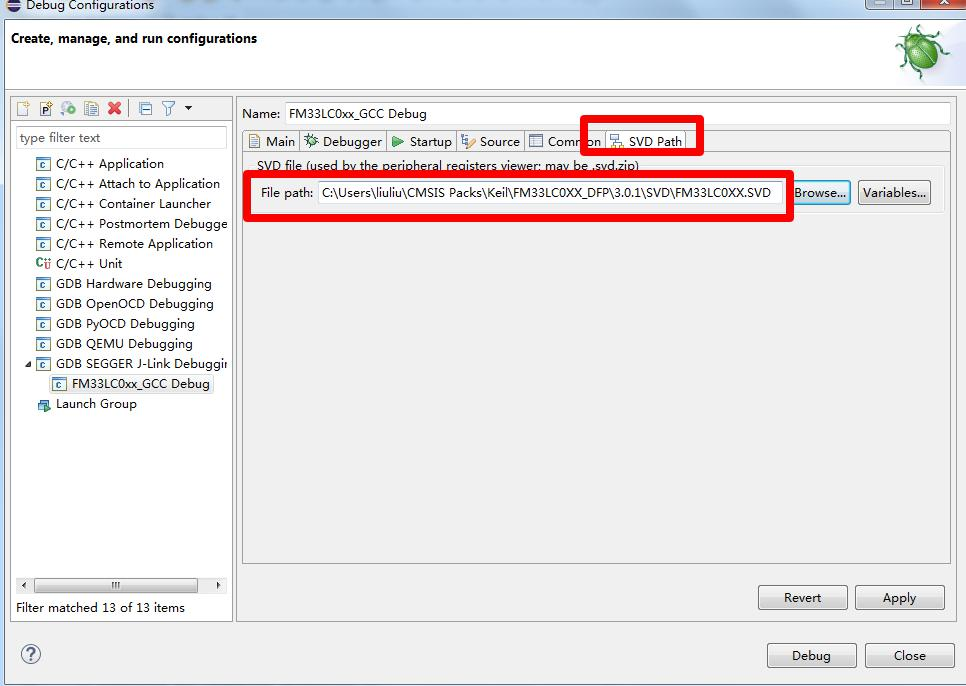 Debug Configurations
Create, manage, and run configurations
type filter text
C/C++ Application
C/C++ Attach to Application
C/C++ Container Launcher
C/C++ Postmortem Debugge
C/C++ Remote Application
C/C++ Unit
GDB Hardware Debugging
GDB OpenOCD Debugging
GDB PyOCD Debugging
GDB QEMU Debugging
GDB SEGGER J-Link Debuggin
FM33LC0xx_GCC Debug
Launch Group
Filter matched 13 of 13 items
Name: FM33LC0xx_GCC Debug
Main Debugger Startup Source Common SVD Path
SVD file (used by the peripheral registers viewer; may be .svd.zip)
File path: C:\Users\liuliu\CMSIS Packs\Keil\FM33LC0XX_DFP\3.0.1\SVD\FM33LC0XX.SVD Browse... Variables...
Revert Apply
Debug Close